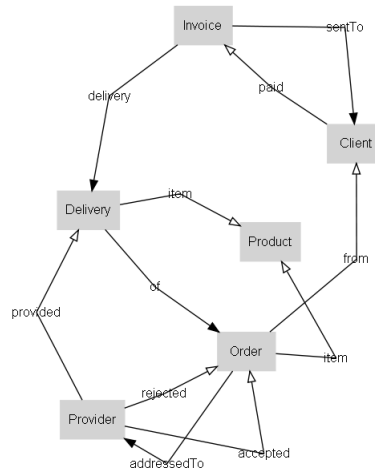 Invoice
sentTo
paid
delivery
Client
Delivery
item
Product
from
of
provided
Order
item
rejected
Provider
accepted
addressedTo